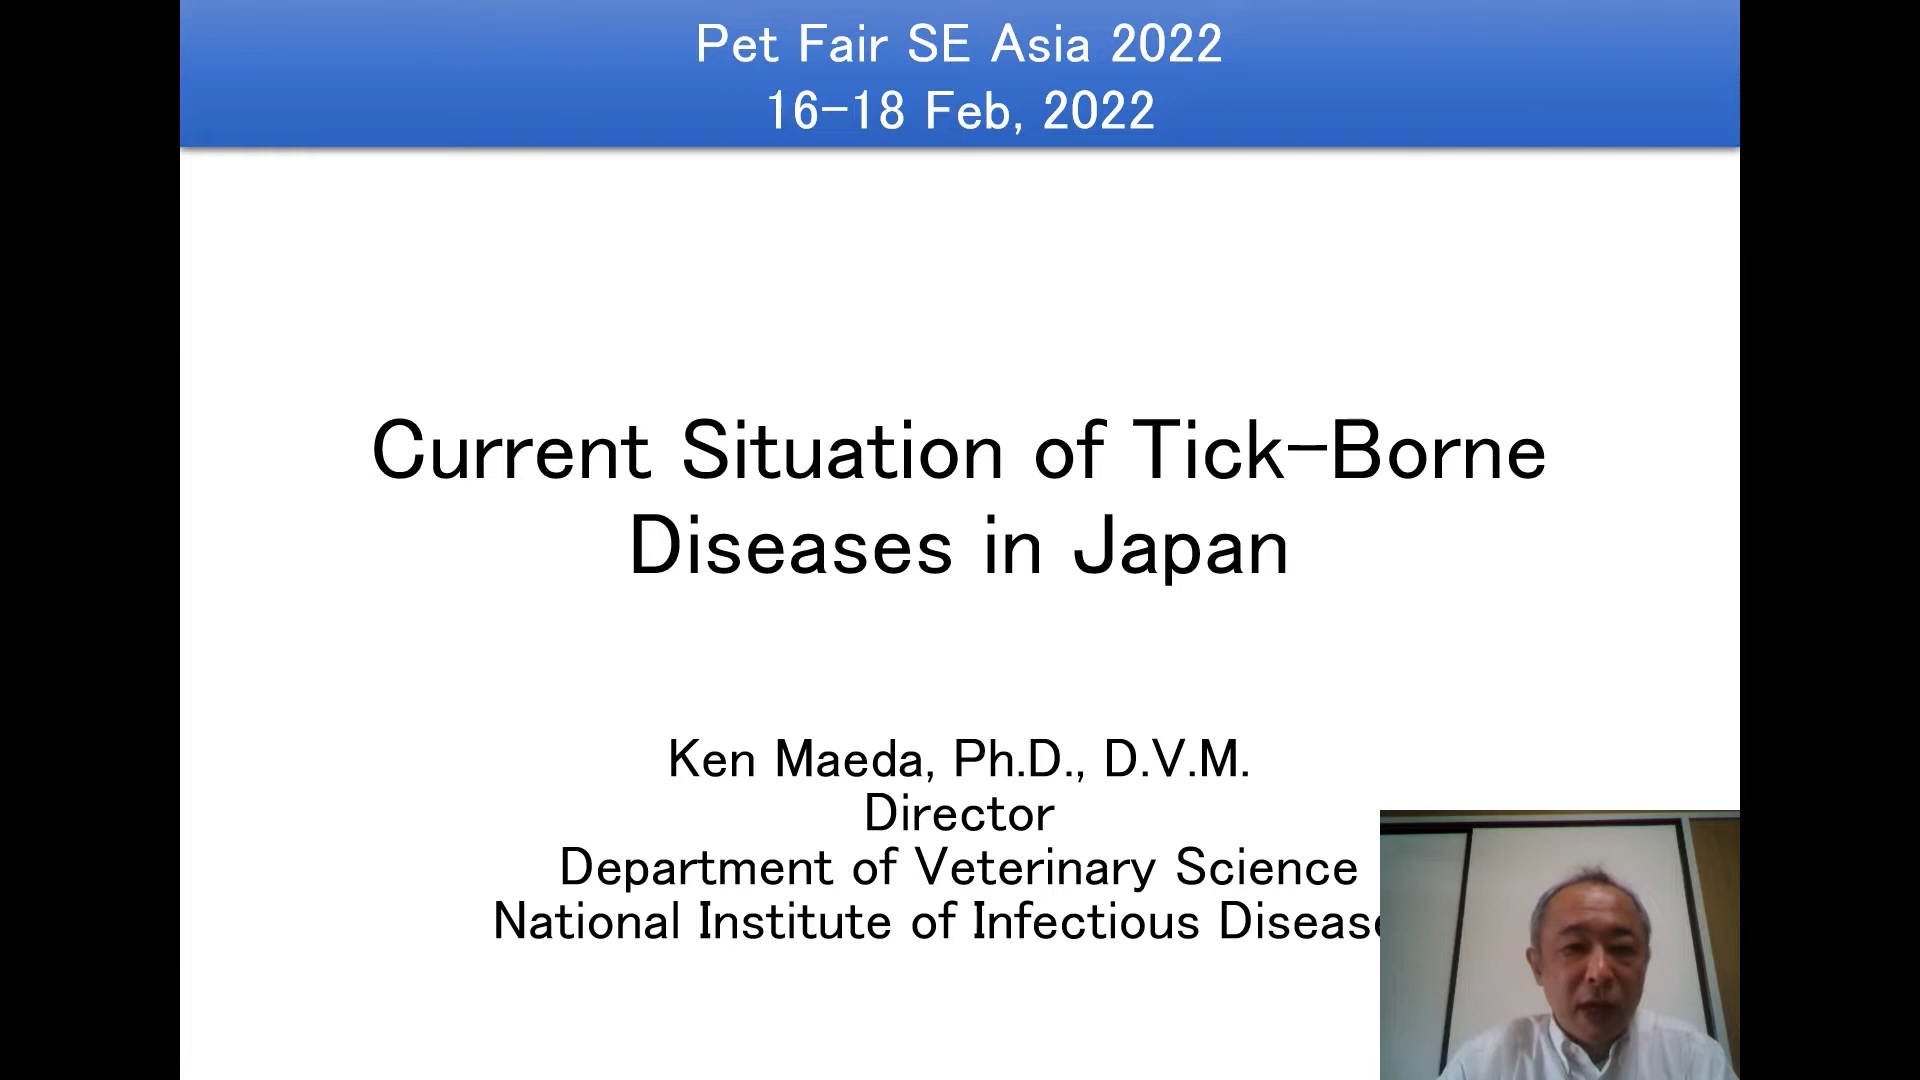 Pet Fair SE Asia 2022
16-18 Feb, 2022
Current Situation of Tick-Borne
Diseases in Japan
Ken Maeda, Ph.D., D.V.M.
Director
Department of Veterinary Science
National Institute of Infectious